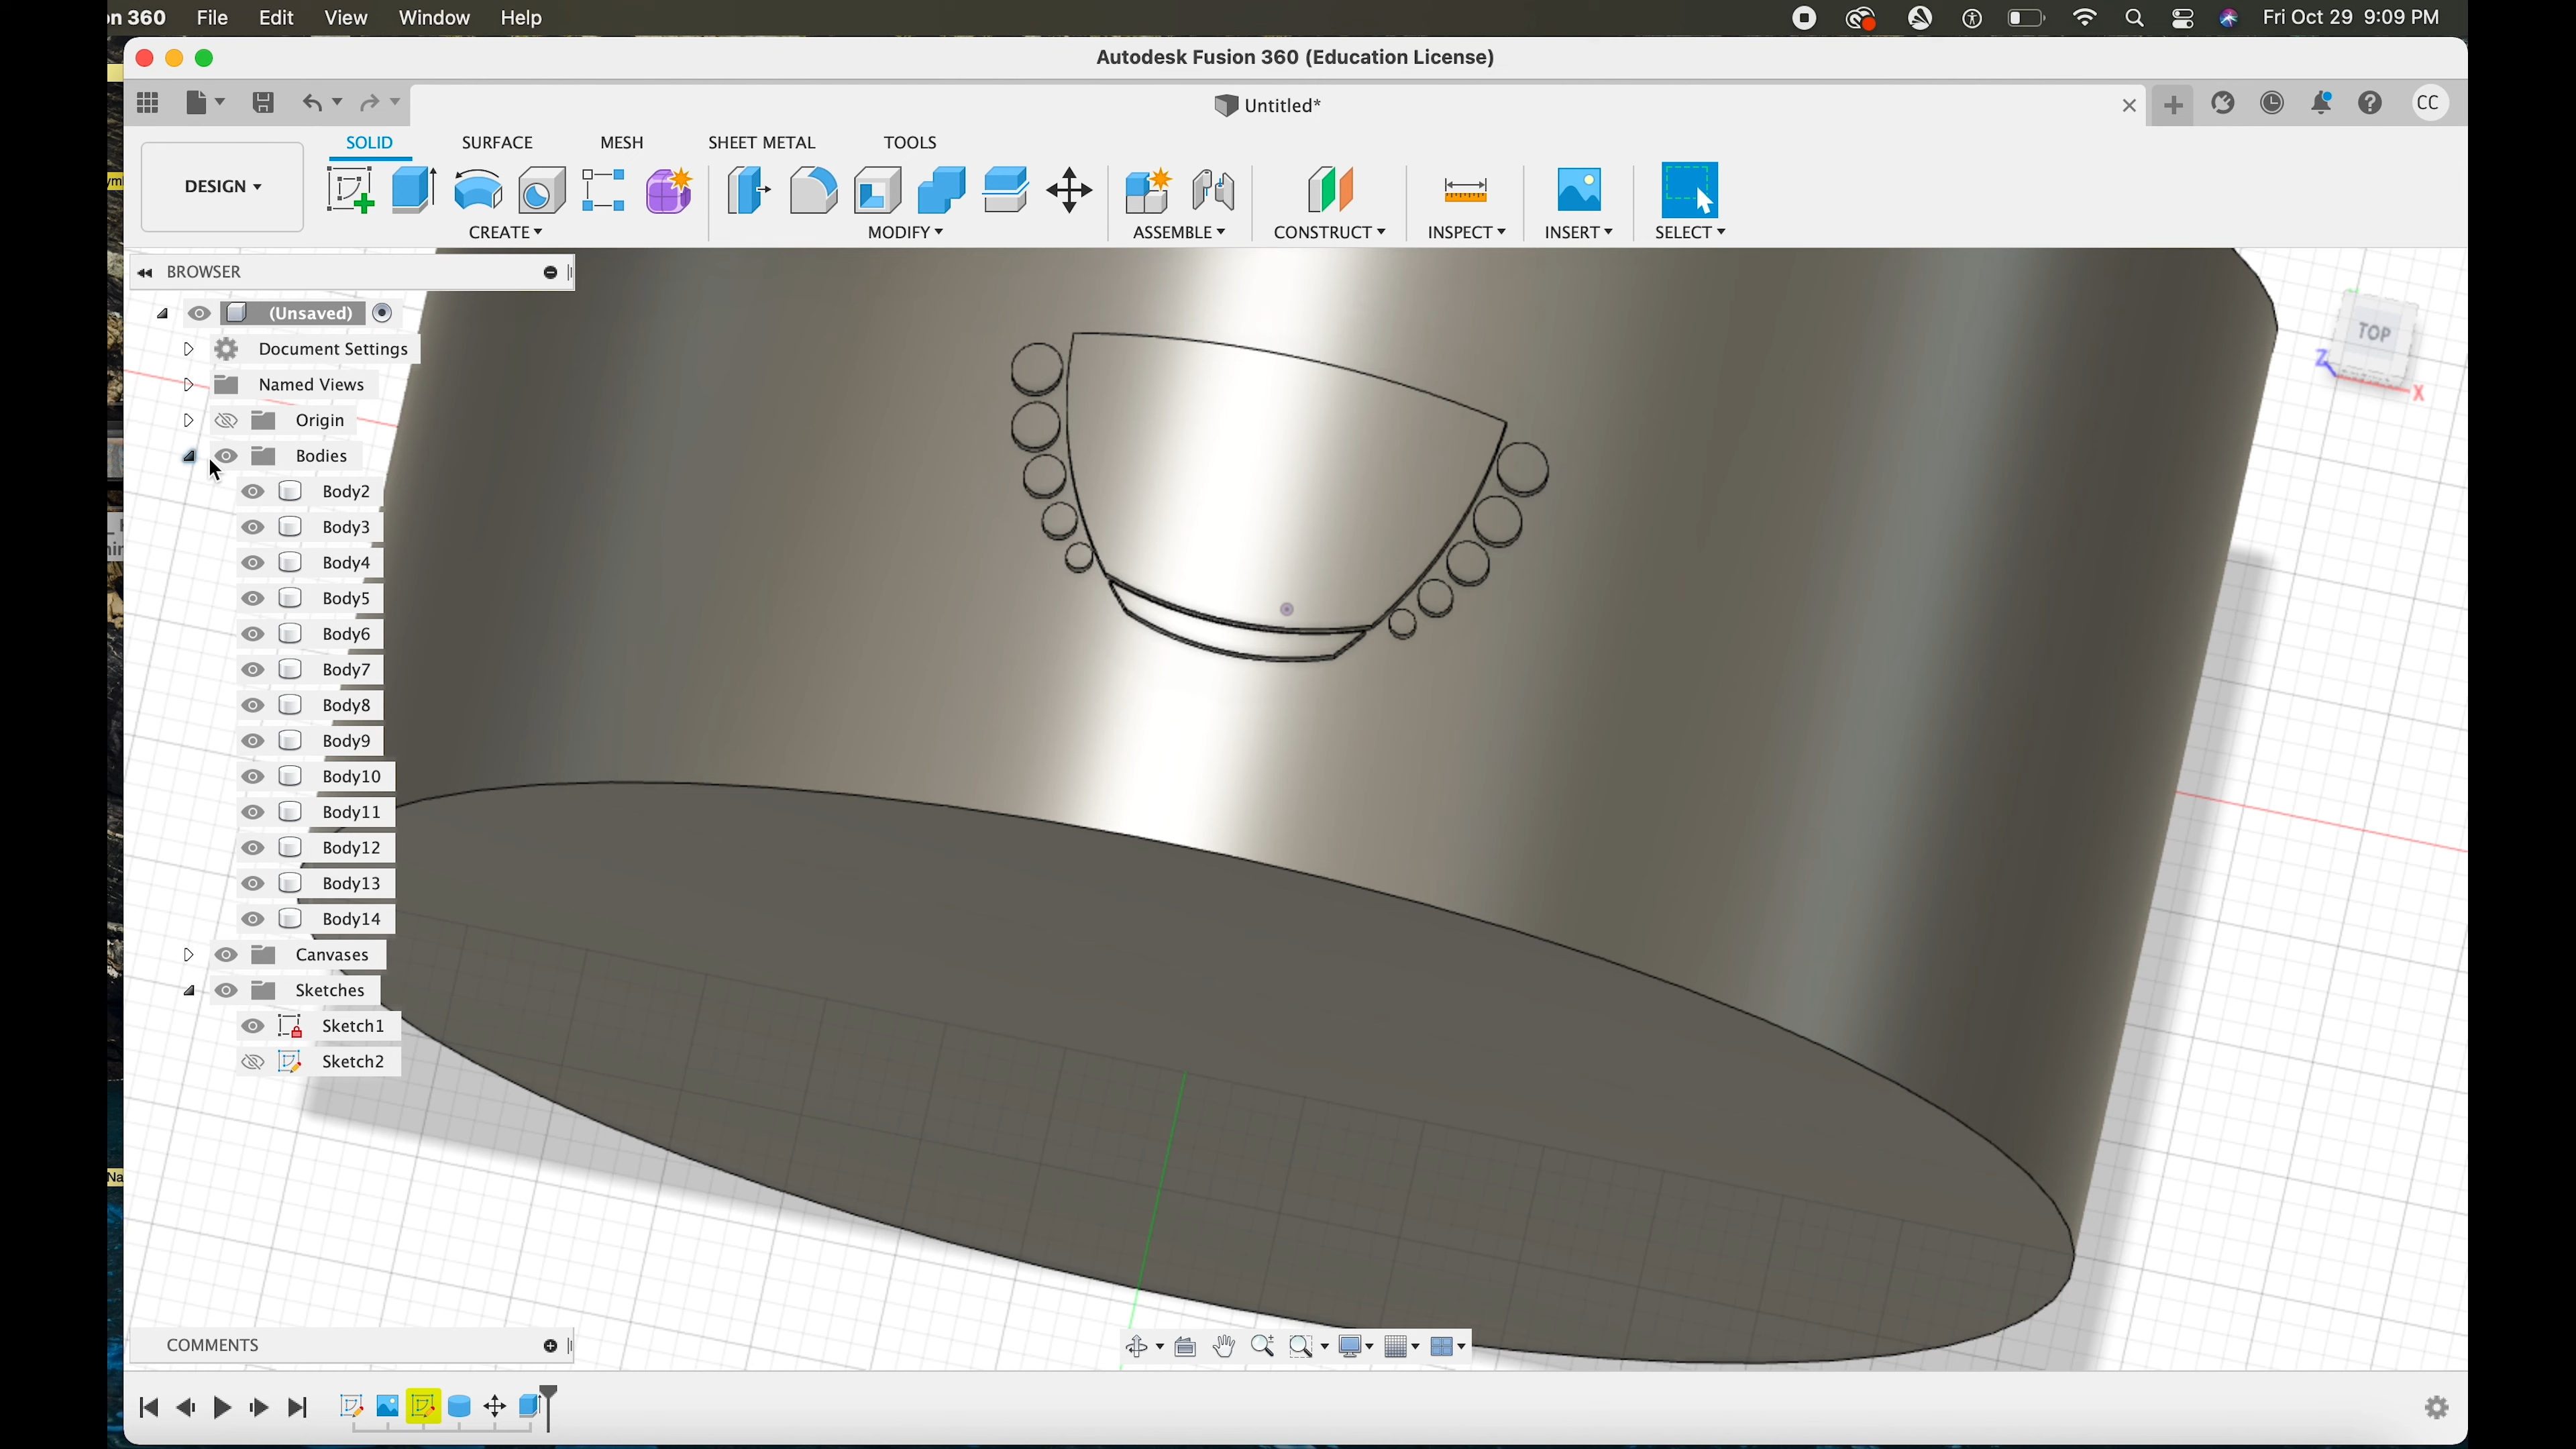 n 360 File Edit View Window Help Fri Oct 29 9:09 PM
Autodesk Fusion 360 (Education License)
Untitled* CC
SOLID SURFACE MESH SHEET METAL TOOLS
DESIGN
CREATE MODIFY ASSEMBLE CONSTRUCT INSPECT INSERT SELECT
BROWSER
(Unsaved)
Document Settings
Named Views
Origin
Bodies
Body2
Body3
Body4
Body5
Body6
Body7
Body8
Body9
Body10
Body11
Body12
Body13
Body14
Canvases
Sketches
Sketch1
Sketch2
TOP
Z
X
COMMENTS